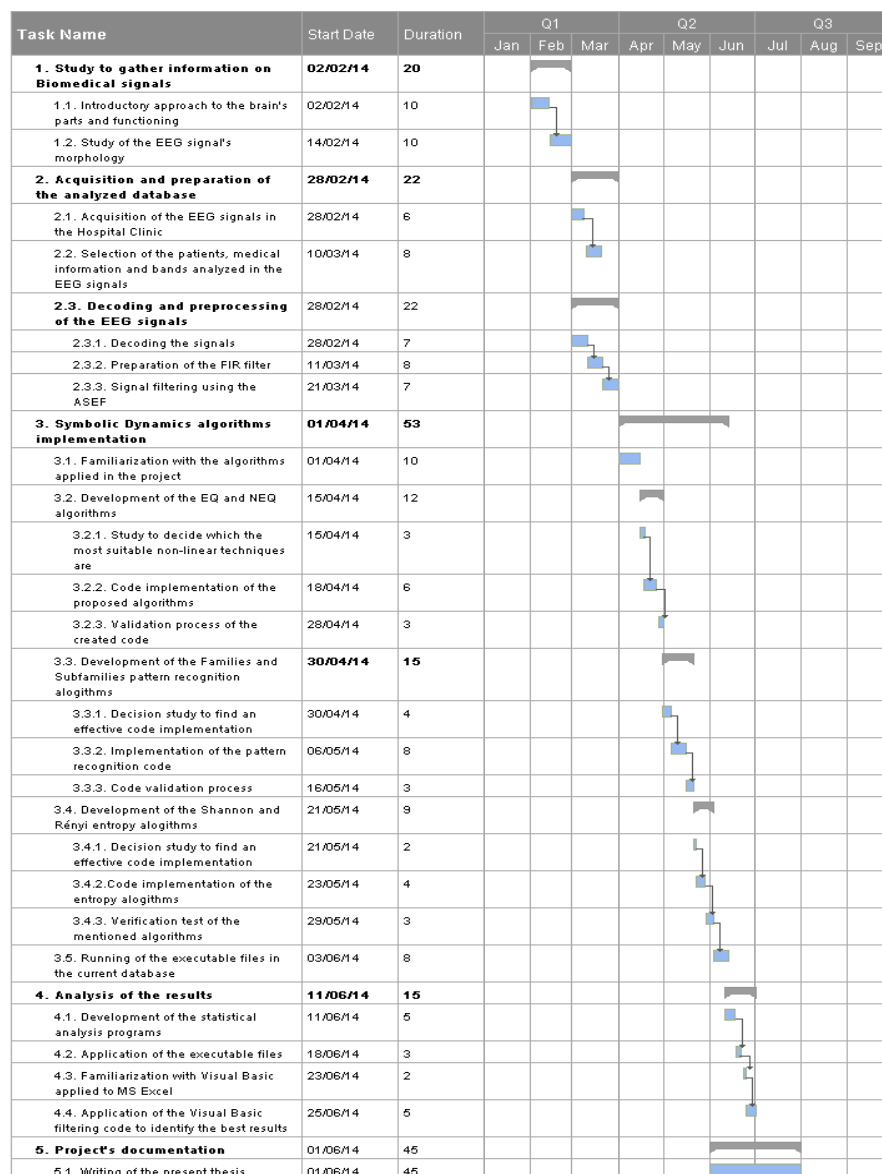 Task Name Start Date Duration Q1 Q2 Q3
Jan Feb Mar Apr May Jun Jul Aug Sep
1. Study to gather information on 02/02/14 20
Biomedical signals
1.1. Introductory approach to the brain's 02/02/14 10
parts and functioning
1.2. Study of the EEG signal's 14/02/14 10
morphology
2. Acquisition and preparation of 28/02/14 22
the analyzed database
2.1. Acquisition of the EEG signals in 28/02/14 6
the Hospital Clinic
2.2. Selection of the patients, medical 10/03/14 8
information and bands analyzed in the
EEG signals
2.3. Decoding and preprocessing 28/02/14 22
of the EEG signals
2.3.1. Decoding the signals 28/02/14 7
2.3.2. Preparation of the FIR filter 11/03/14 8
2.3.3. Signal filtering using the 21/03/14 7
ASEF
3. Symbolic Dynamics algorithms 01/04/14 53
implementation
3.1. Familiarization with the algorithms 01/04/14 10
applied in the project
3.2. Development of the EQ and NEQ 15/04/14 12
algorithms
3.2.1. Study to decide which the 15/04/14 3
most suitable non-linear techniques
are
3.2.2. Code implementation of the 18/04/14 6
proposed algorithms
3.2.3. Validation process of the 28/04/14 3
created code
3.3. Development of the Families and 30/04/14 15
Subfamilies pattern recognition
alogithms
3.3.1. Decision study to find an 30/04/14 4
effective code implementation
3.3.2. Implementation of the pattern 06/05/14 8
recognition code
3.3.3. Code validation process 16/05/14 3
3.4. Development of the Shannon and 21/05/14 9
Rényi entropy alogithms
3.4.1. Decision study to find an 21/05/14 2
effective code implementation
3.4.2.Code implementation of the 23/05/14 4
entropy alogithms
3.4.3. Verification test of the 29/05/14 3
mentioned algorithms
3.5. Running of the executable files in 03/06/14 8
the current database
4. Analysis of the results 11/06/14 15
4.1. Development of the statistical 11/06/14 5
analysis programs
4.2. Application of the executable files 18/06/14 3
4.3. Familiarization with Visual Basic 23/06/14 2
applied to MS Excel
4.4. Application of the Visual Basic 25/06/14 5
filtering code to identify the best results
5. Project's documentation 01/06/14 45
5.1. Writing of the present thesis 01/06/14 45